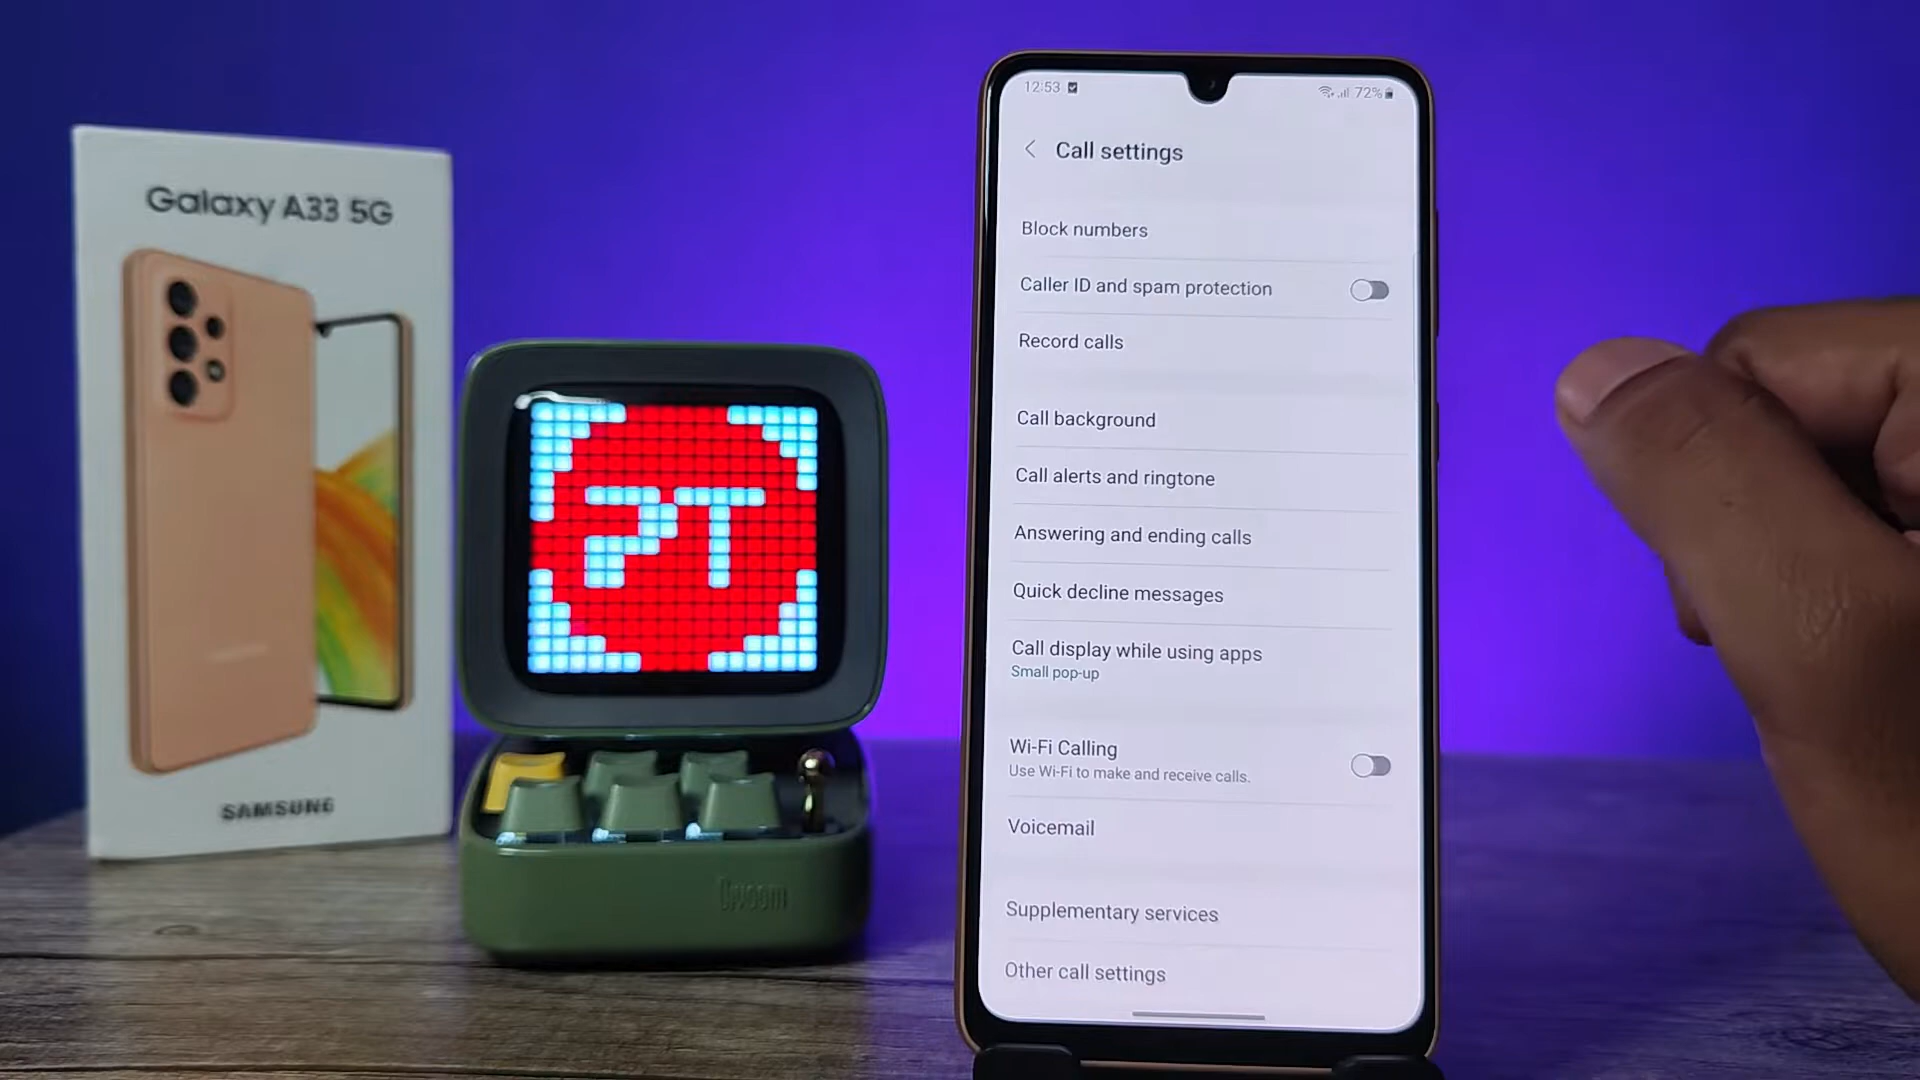 Galaxy A33 5G
SAMSUNG
PT
Divoom
12:53
72%
Call settings
Block numbers
Caller ID and spam protection
Record calls
Call background
Call alerts and ringtone
Answering and ending calls
Quick decline messages
Call display while using apps
Small pop-up
Wi-Fi Calling
Use Wi-Fi to make and receive calls.
Voicemail
Supplementary services
Other call settings